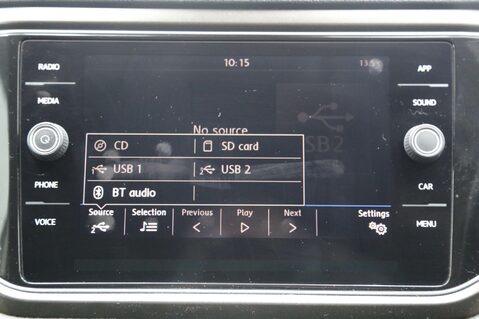 RADIO
10:15
13.5°C
APP
MEDIA
SOUND
No source
USB2
CD
SD card
USB 1
USB 2
BT audio
PHONE
CAR
VOICE
Source
Selection
Previous
Play
Next
Settings
MENU